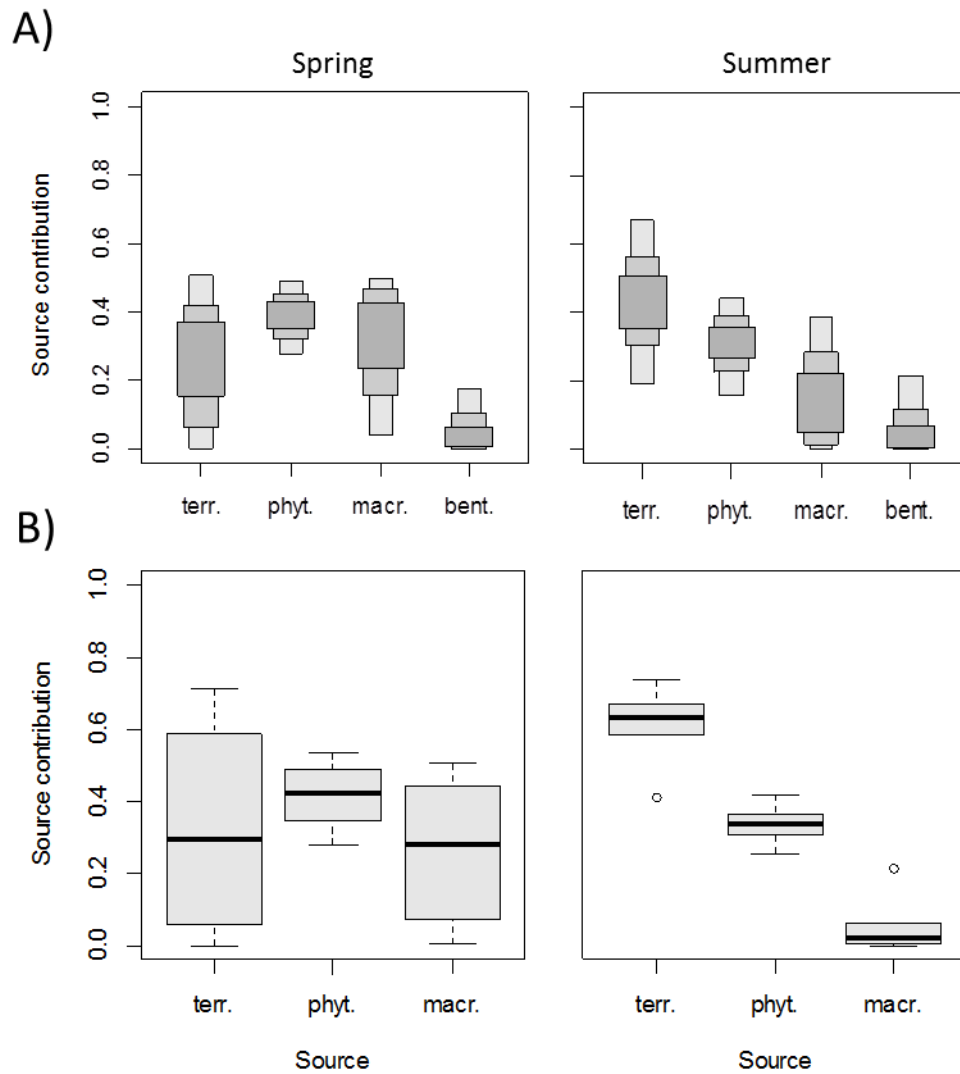 A)
Spring
Summer
Source contribution
1.0
0.8
0.6
0.4
0.2
0.0
terr. phyt. macr. bent.
terr. phyt. macr. bent.
B)
Source contribution
1.0
0.8
0.6
0.4
0.2
0.0
terr. phyt. macr.
terr. phyt. macr.
Source
Source